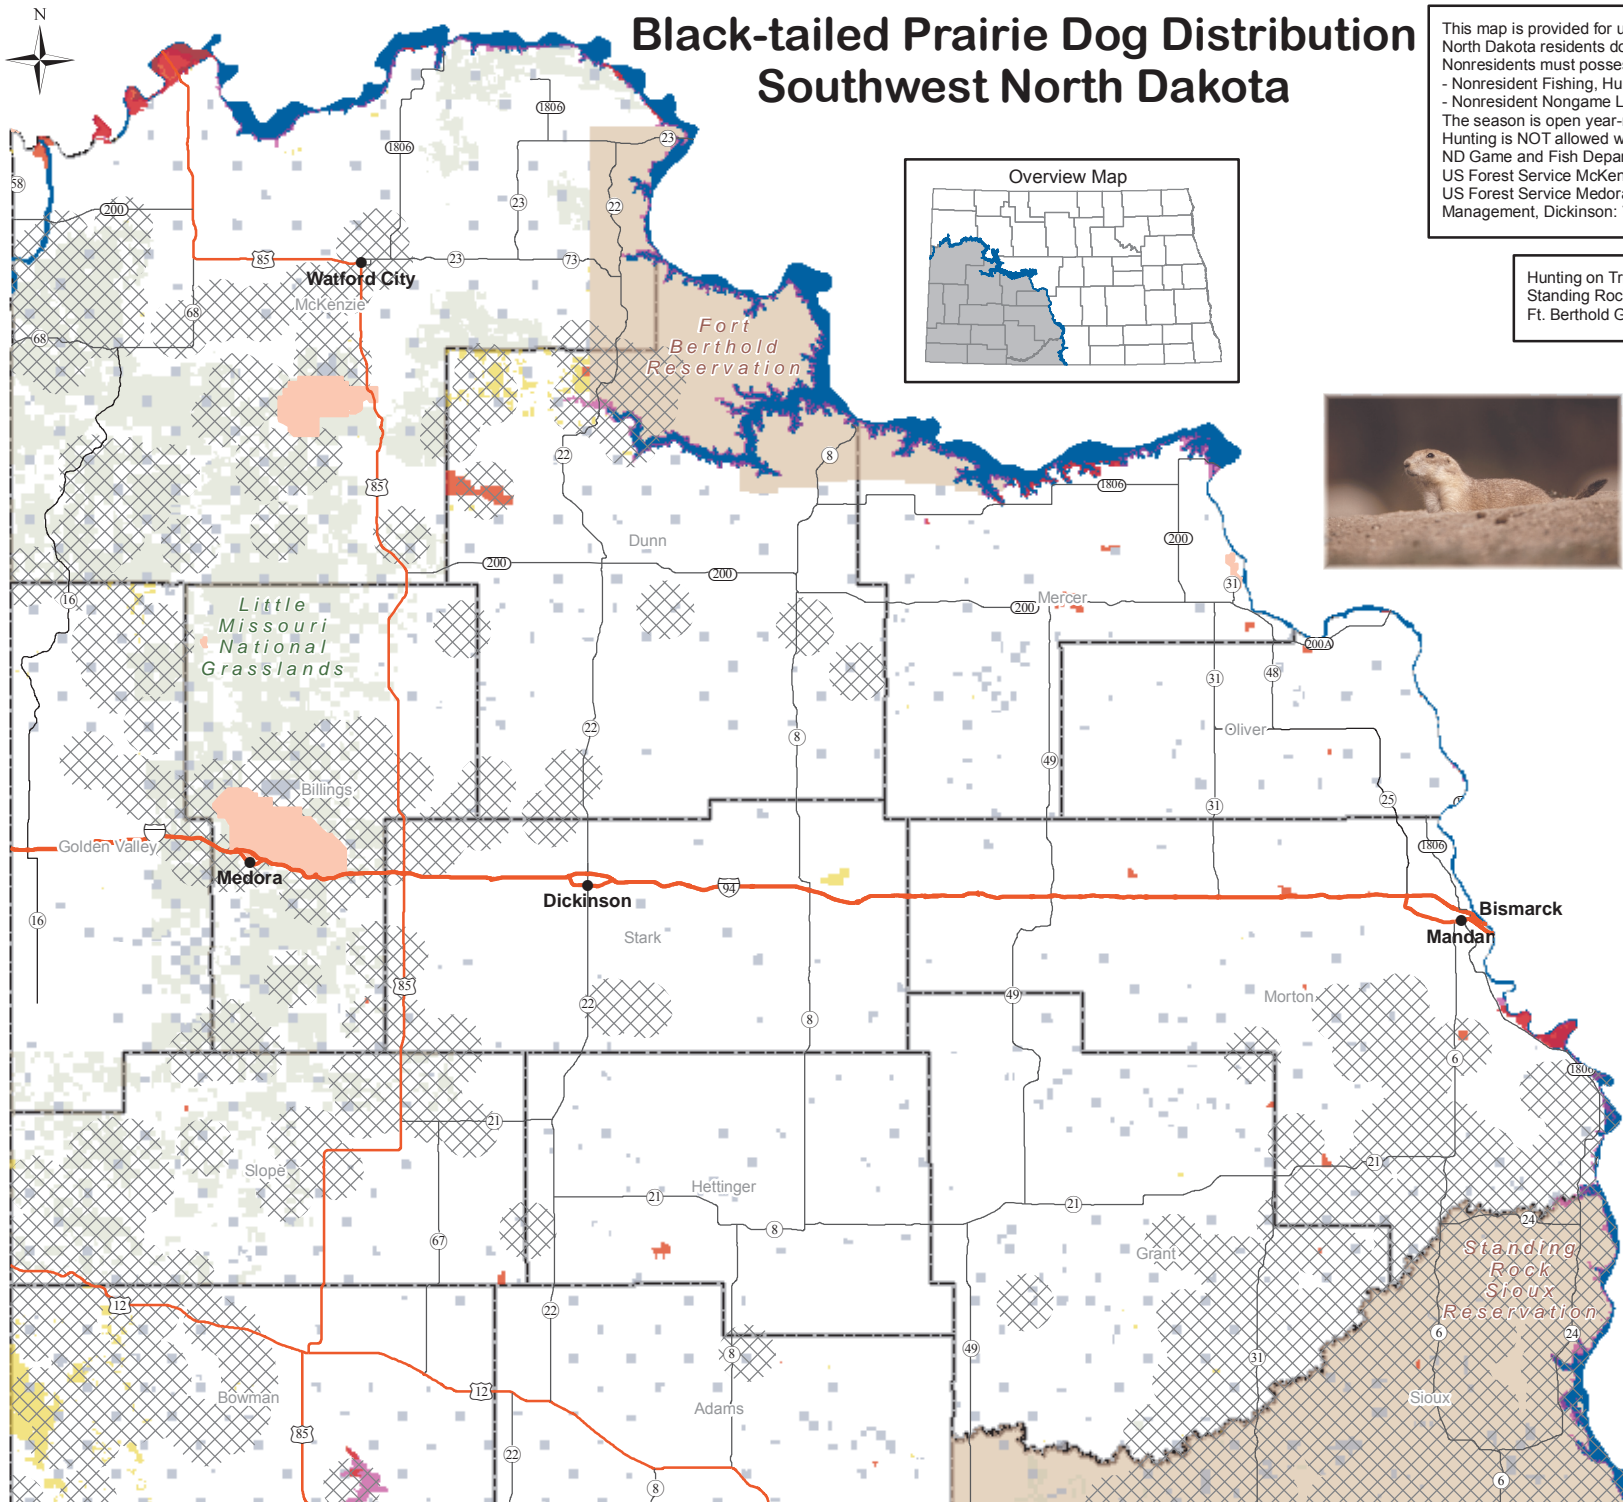 N
Black-tailed Prairie Dog Distribution
Southwest North Dakota
This map is provided for u
North Dakota residents do
Nonresidents must posses
- Nonresident Fishing, Hu
- Nonresident Nongame L
The season is open year-
Hunting is NOT allowed w
ND Game and Fish Depar
US Forest Service McKen
US Forest Service Medora
Management, Dickinson:
Overview Map
Hunting on Tr
Standing Roc
Ft. Berthold G
1806
23
1806
58
200
23
22
85
23
73
Watford City
McKenzie
68
68
Fort
Berthold
Reservation
22
8
85
1806
200
Dunn
200
200
31
16
200
Mercer
Little
Missouri
National
Grasslands
200A
31
48
22
8
Oliver
49
Billings
31
25
Golden Valley
1806
Medora
Dickinson
94
16
Bismarck
Mandan
Stark
85
22
49
Morton
8
6
1806
21
21
Slope
Hettinger
21
21
8
24
67
Grant
Standing
Rock
Sioux
Reservation
12
22
6
24
8
49
31
12
Bowman
Adams
Sioux
85
22
8
6